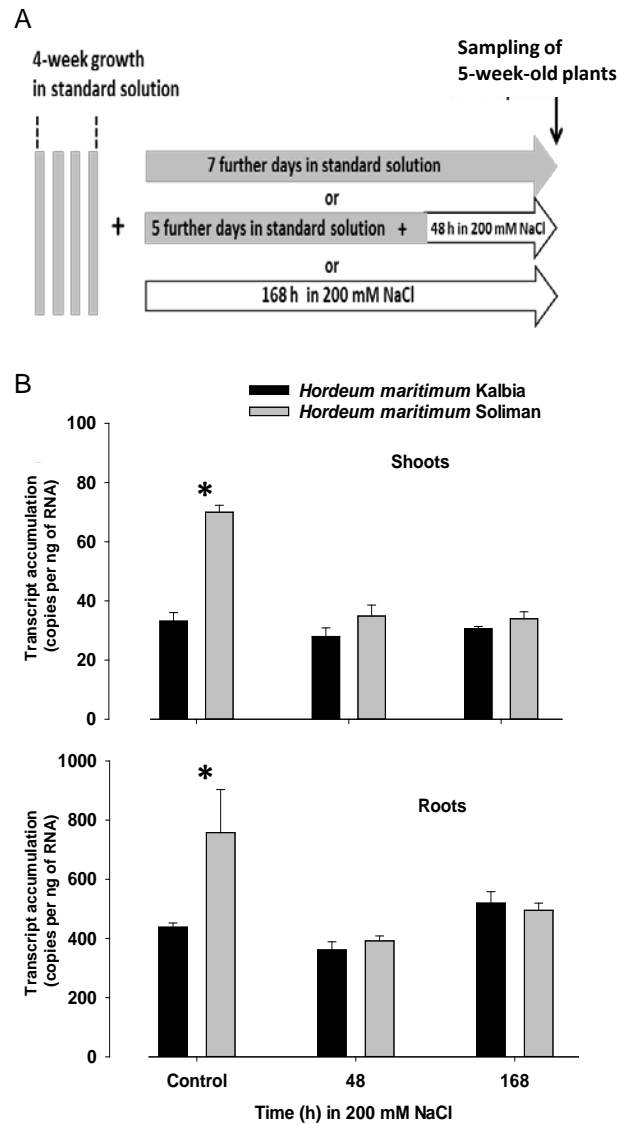 A
4-week growth
in standard solution
Sampling of
5-week-old plants
7 further days in standard solution
or
+
5 further days in standard solution +
48 h in 200 mM NaCl
or
168 h in 200 mM NaCl
B
Hordeum maritimum Kalbia
Hordeum maritimum Soliman
Shoots
Transcript accumulation
(copies per ng of RNA)
100
80
60
40
20
0
*
Roots
Transcript accumulation
(copies per ng of RNA)
1000
800
600
400
200
0
*
Control 48 168
Time (h) in 200 mM NaCl